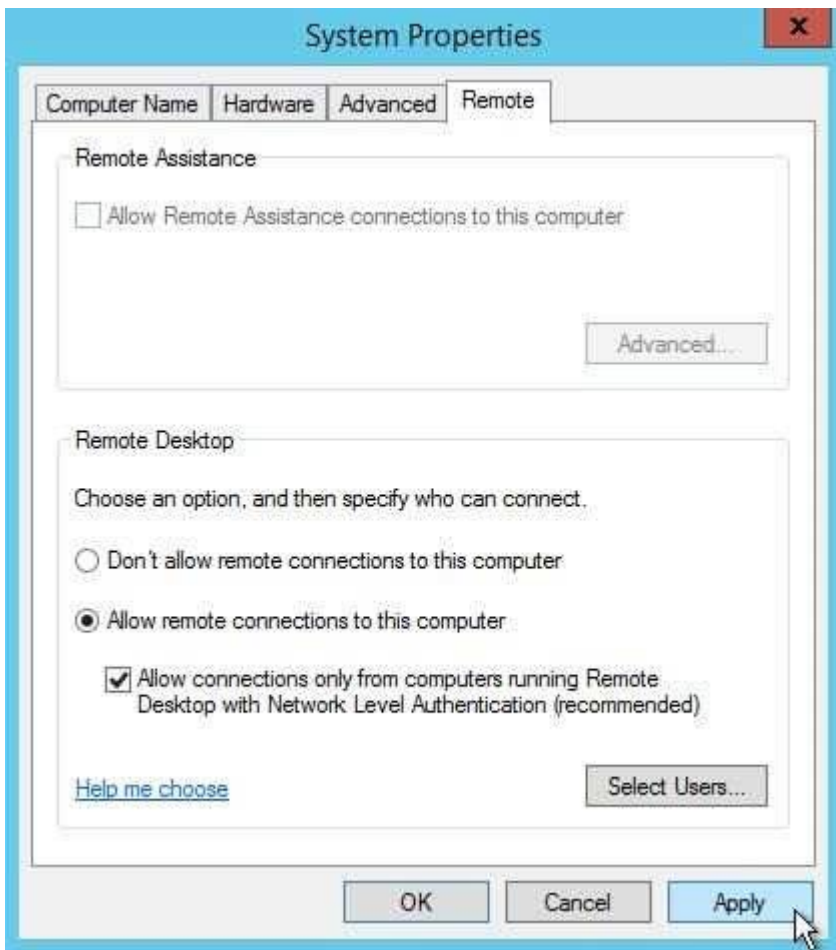 System Properties
x
Computer Name Hardware Advanced Remote
Remote Assistance
Allow Remote Assistance connections to this computer
Advanced...
Remote Desktop
Choose an option, and then specify who can connect.
Don't allow remote connections to this computer
Allow remote connections to this computer
Allow connections only from computers running Remote
Desktop with Network Level Authentication (recommended)
Help me choose Select Users...
OK Cancel Apply